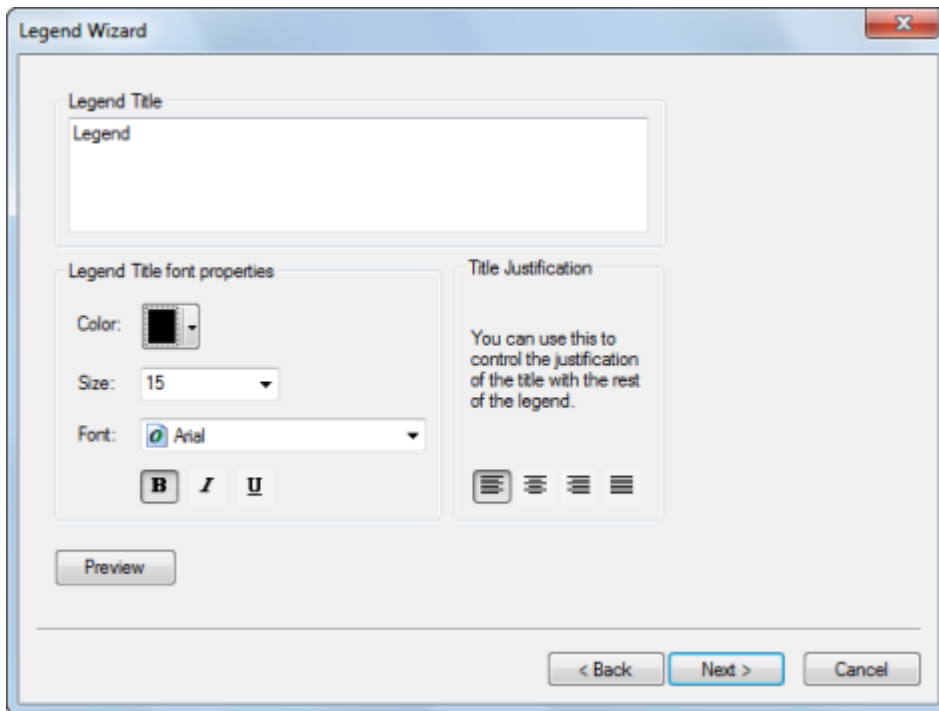 Legend Wizard
Legend Title
Legend
Legend Title font properties
Color:
Size: 15
Font: Arial
B I U
Title Justification
You can use this to
control the justification
of the title with the rest
of the legend.
Preview
< Back Next > Cancel